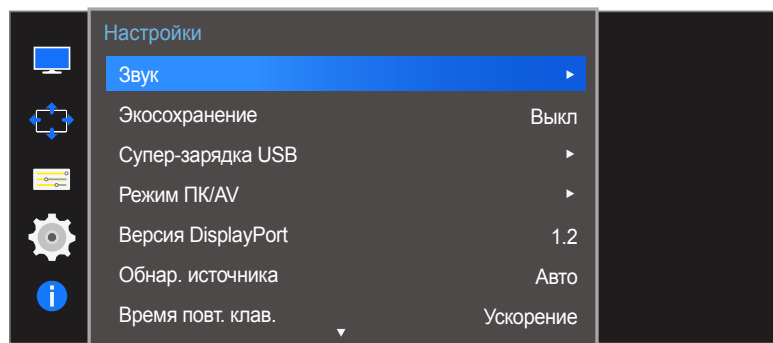 Настройки
Звук
Экосохранение Выкл
Супер-зарядка USB
Режим ПК/AV
Версия DisplayPort 1.2
Обнар. источника Авто
Время повт. клав. Ускорение